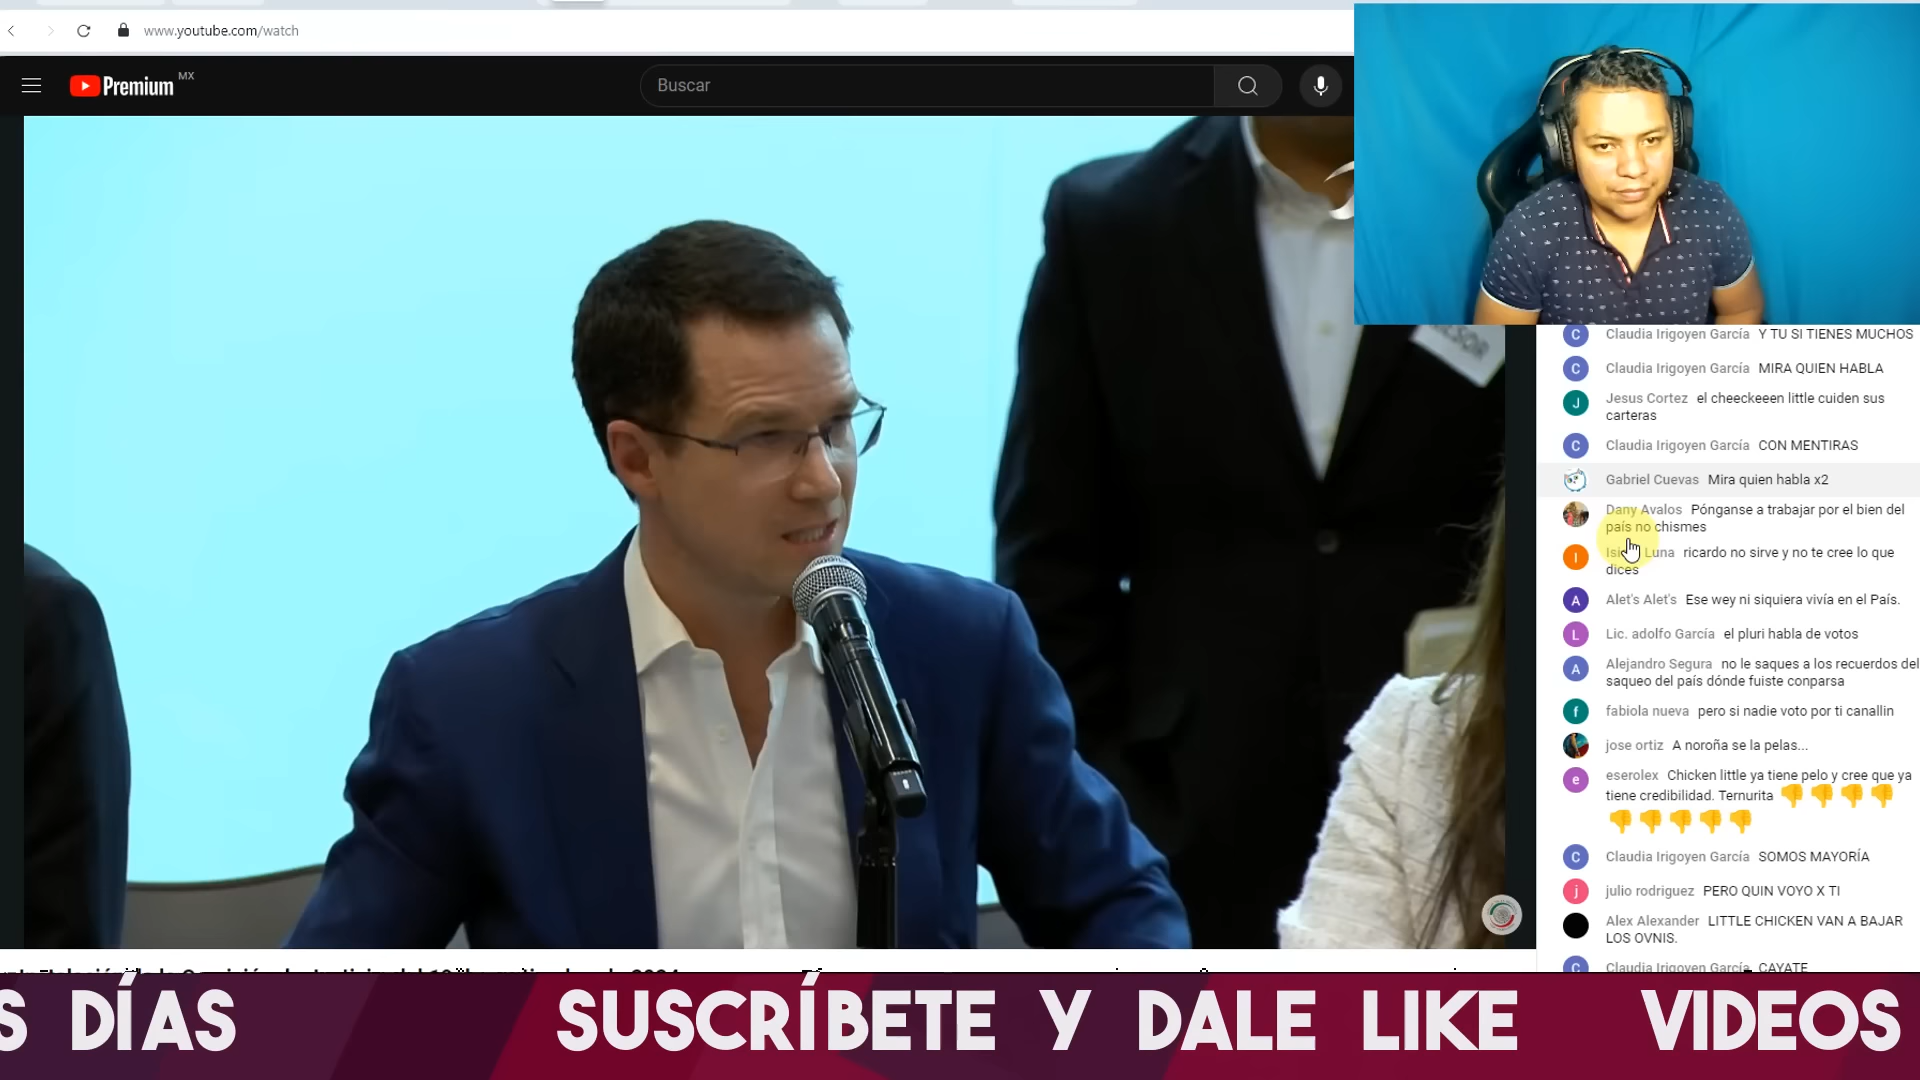 www.youtube.com/watch
Premium MX
Buscar
Claudia Irigoyen García Y TU SI TIENES MUCHOS
Claudia Irigoyen García MIRA QUIEN HABLA
Jesus Cortez el cheeckeeen little cuiden sus
carteras
Claudia Irigoyen García CON MENTIRAS
Gabriel Cuevas Mira quien habla x2
Dany Avalos Pónganse a trabajar por el bien del
país no chismes
Luna ricardo no sirve y no te cree lo que
dices
Alet's Alet's Ese wey ni siquiera vivía en el País.
Lic. adolfo García el pluri habla de votos
Alejandro Segura no le saques a los recuerdos del
saqueo del país dónde fuiste conparsa
fabiola nueva pero si nadie voto por ti canallin
jose ortiz A noroña se la pelas...
eserolex Chicken little ya tiene pelo y cree que ya
tiene credibilidad. Ternurita 👎👎👎👎
👎👎👎👎👎
Claudia Irigoyen García SOMOS MAYORÍA
julio rodriguez PERO QUIN VOYO X TI
Alex Alexander LITTLE CHICKEN VAN A BAJAR
LOS OVNIS.
Claudia Irigoyen García CAYATE
S DÍAS SUSCRÍBETE Y DALE LIKE VIDEOS